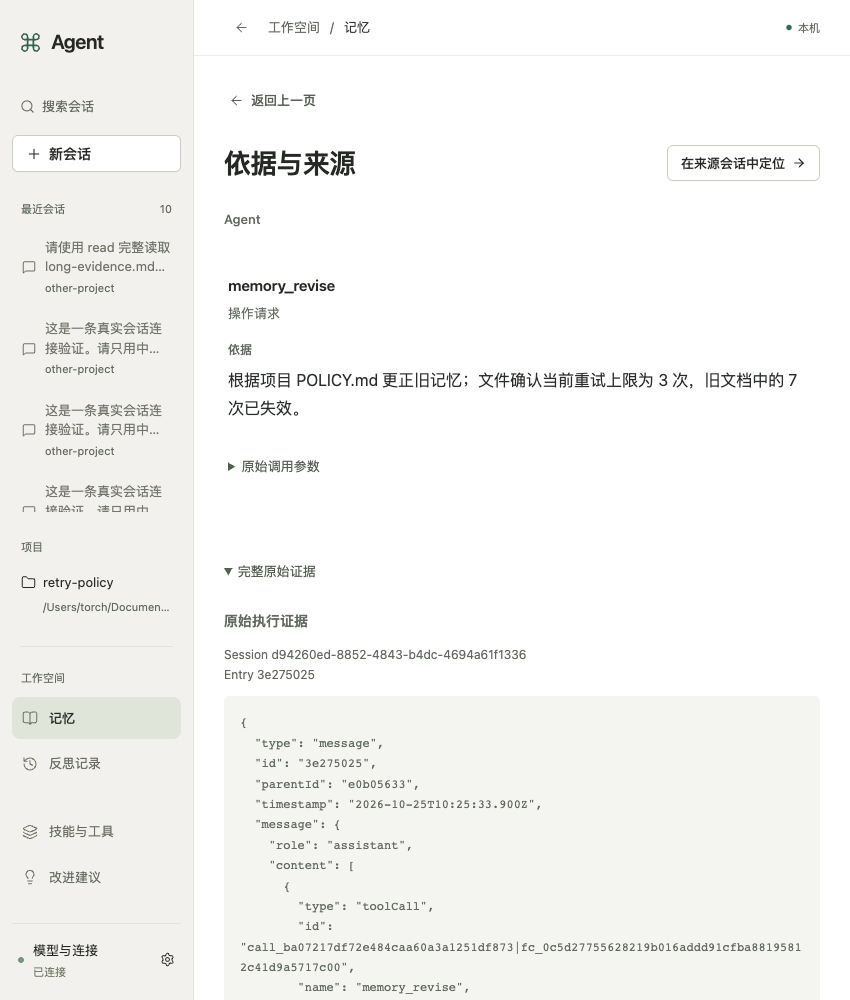 Agent
搜索会话
新会话
最近会话 10
请使用 read 完整读取
long-evidence.md...
other-project
这是一条真实会话连
接验证。请只用中...
other-project
这是一条真实会话连
接验证。请只用中...
other-project
这是一条真实会话连
接验证。请只用中
项目
retry-policy
/Users/torch/Documen...
工作空间
记忆
反思记录
技能与工具
改进建议
模型与连接
已连接
← 工作空间 / 记忆
本机
← 返回上一页
依据与来源
在来源会话中定位 →
Agent
memory_revise
操作请求
依据
根据项目 POLICY.md 更正旧记忆；文件确认当前重试上限为 3 次，旧文档中的 7
次已失效。
▶ 原始调用参数
▼ 完整原始证据
原始执行证据
Session d94260ed-8852-4843-b4dc-4694a61f1336
Entry 3e275025
{
"type": "message",
"id": "3e275025",
"parentId": "e0b05633",
"timestamp": "2026-10-25T10:25:33.900Z",
"message": {
"role": "assistant",
"content": [
{
"type": "toolCall",
"id":
"call_ba07217df72e484caa60a3a1251df873|fc_0c5d27755628219b016addd91cfba8819581
2c41d9a5717c00",
"name": "memory_revise",